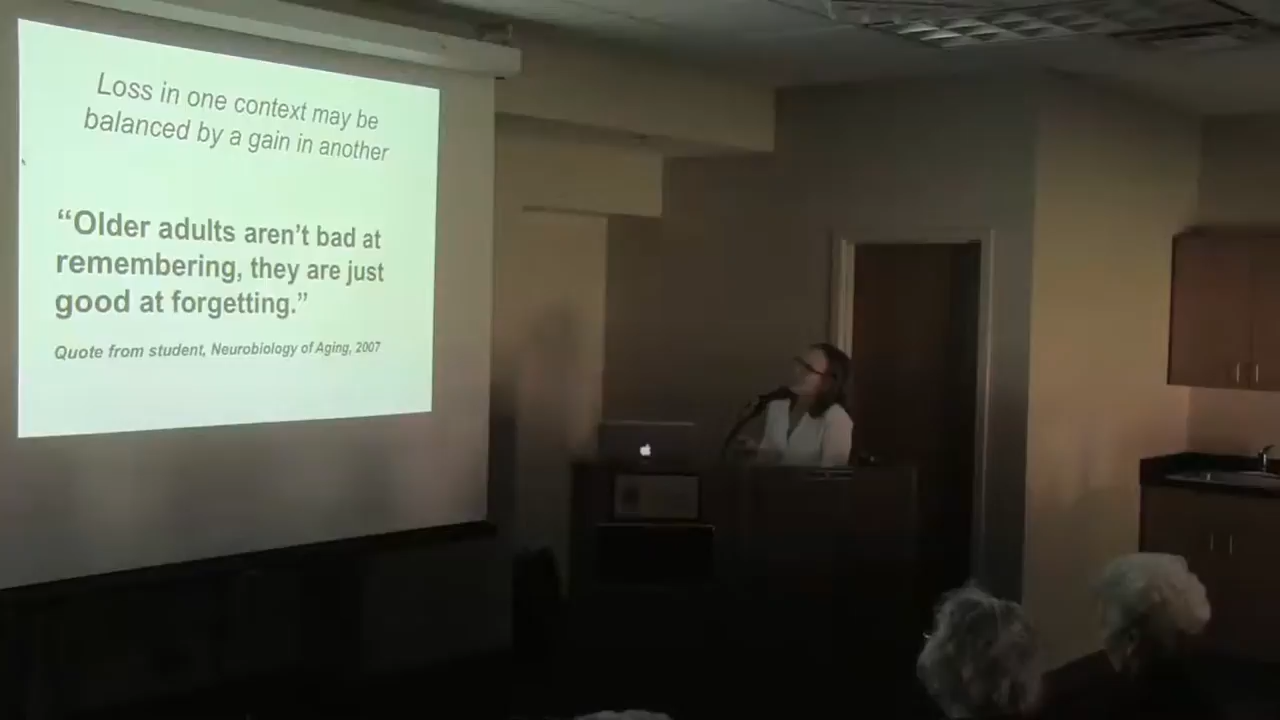 Loss in one context may be
balanced by a gain in another
“Older adults aren’t bad at
remembering, they are just
good at forgetting.”
Quote from student, Neurobiology of Aging, 2007